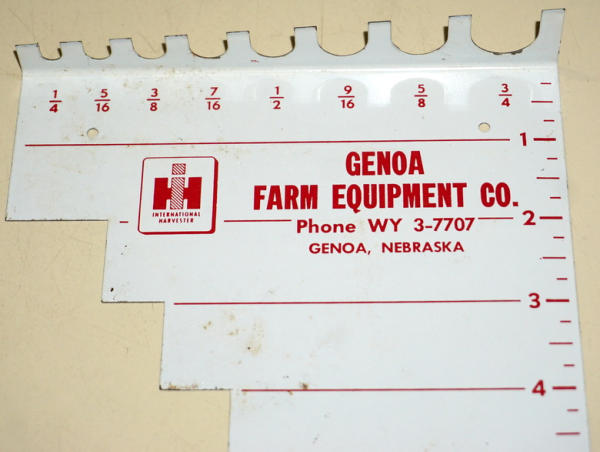 1/4 5/16 3/8 7/16 1/2 9/16 5/8 3/4
1
GENOA
FARM EQUIPMENT CO.
IH
INTERNATIONAL
HARVESTER
Phone WY 3-7707
2
GENOA, NEBRASKA
3
4